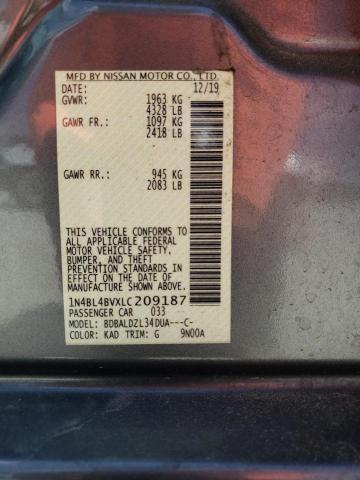 MFD BY NISSAN MOTOR CO., LTD.
DATE: 12/19
GVWR: 1963 KG
4328 LB
GAWR FR: 1097 KG
2418 LB
GAWR RR: 945 KG
2083 LB
THIS VEHICLE CONFORMS TO
ALL APPLICABLE FEDERAL
MOTOR VEHICLE SAFETY,
BUMPER, AND THEFT
PREVENTION STANDARDS
IN EFFECT ON THE DATE OF
MANUFACTURE SHOWN ABOVE.
1N4BL4BVXLC209187
PASSENGER CAR 033
MODEL: BDBALDZL34DUA---C-
COLOR: KAD TRIM: G 9N00A